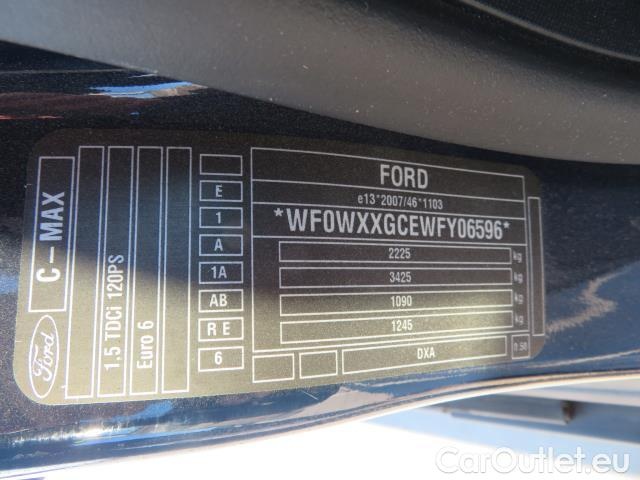 FORD
e13*2007/46*1103
*WF0WXXGCEWFY06596*
2225 kg
3425 kg
1090 kg
1245 kg
DXA
0.50
E
1
A
1A
AB
R E
6
C-MAX
1.5 TDCi 120PS
Euro 6
Ford
CarOutlet.eu